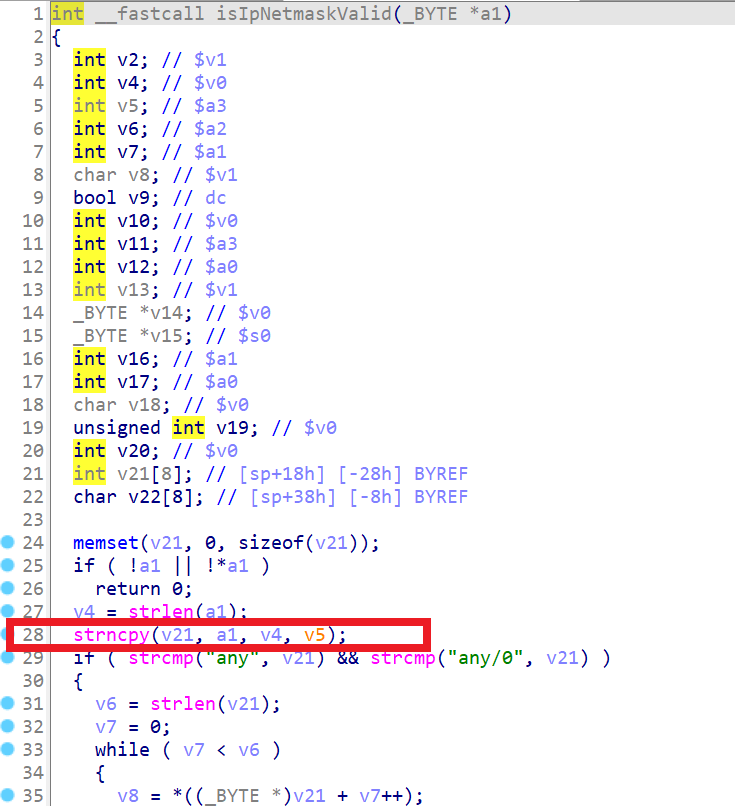 1 int __fastcall isIpNetmaskValid(_BYTE *a1)
2 {
3 int v2; // $v1
4 int v4; // $v0
5 int v5; // $a3
6 int v6; // $a2
7 int v7; // $a1
8 char v8; // $v1
9 bool v9; // dc
10 int v10; // $v0
11 int v11; // $a3
12 int v12; // $a0
13 int v13; // $v1
14 _BYTE *v14; // $v0
15 _BYTE *v15; // $s0
16 int v16; // $a1
17 int v17; // $a0
18 char v18; // $v0
19 unsigned int v19; // $v0
20 int v20; // $v0
21 int v21[8]; // [sp+18h] [-28h] BYREF
22 char v22[8]; // [sp+38h] [-8h] BYREF
23
24 memset(v21, 0, sizeof(v21));
25 if ( !a1 || !*a1 )
26 return 0;
27 v4 = strlen(a1);
28 strncpy(v21, a1, v4, v5);
29 if ( strcmp("any", v21) && strcmp("any/0", v21) )
30 {
31 v6 = strlen(v21);
32 v7 = 0;
33 while ( v7 < v6 )
34 {
35 v8 = *((_BYTE *)v21 + v7++);